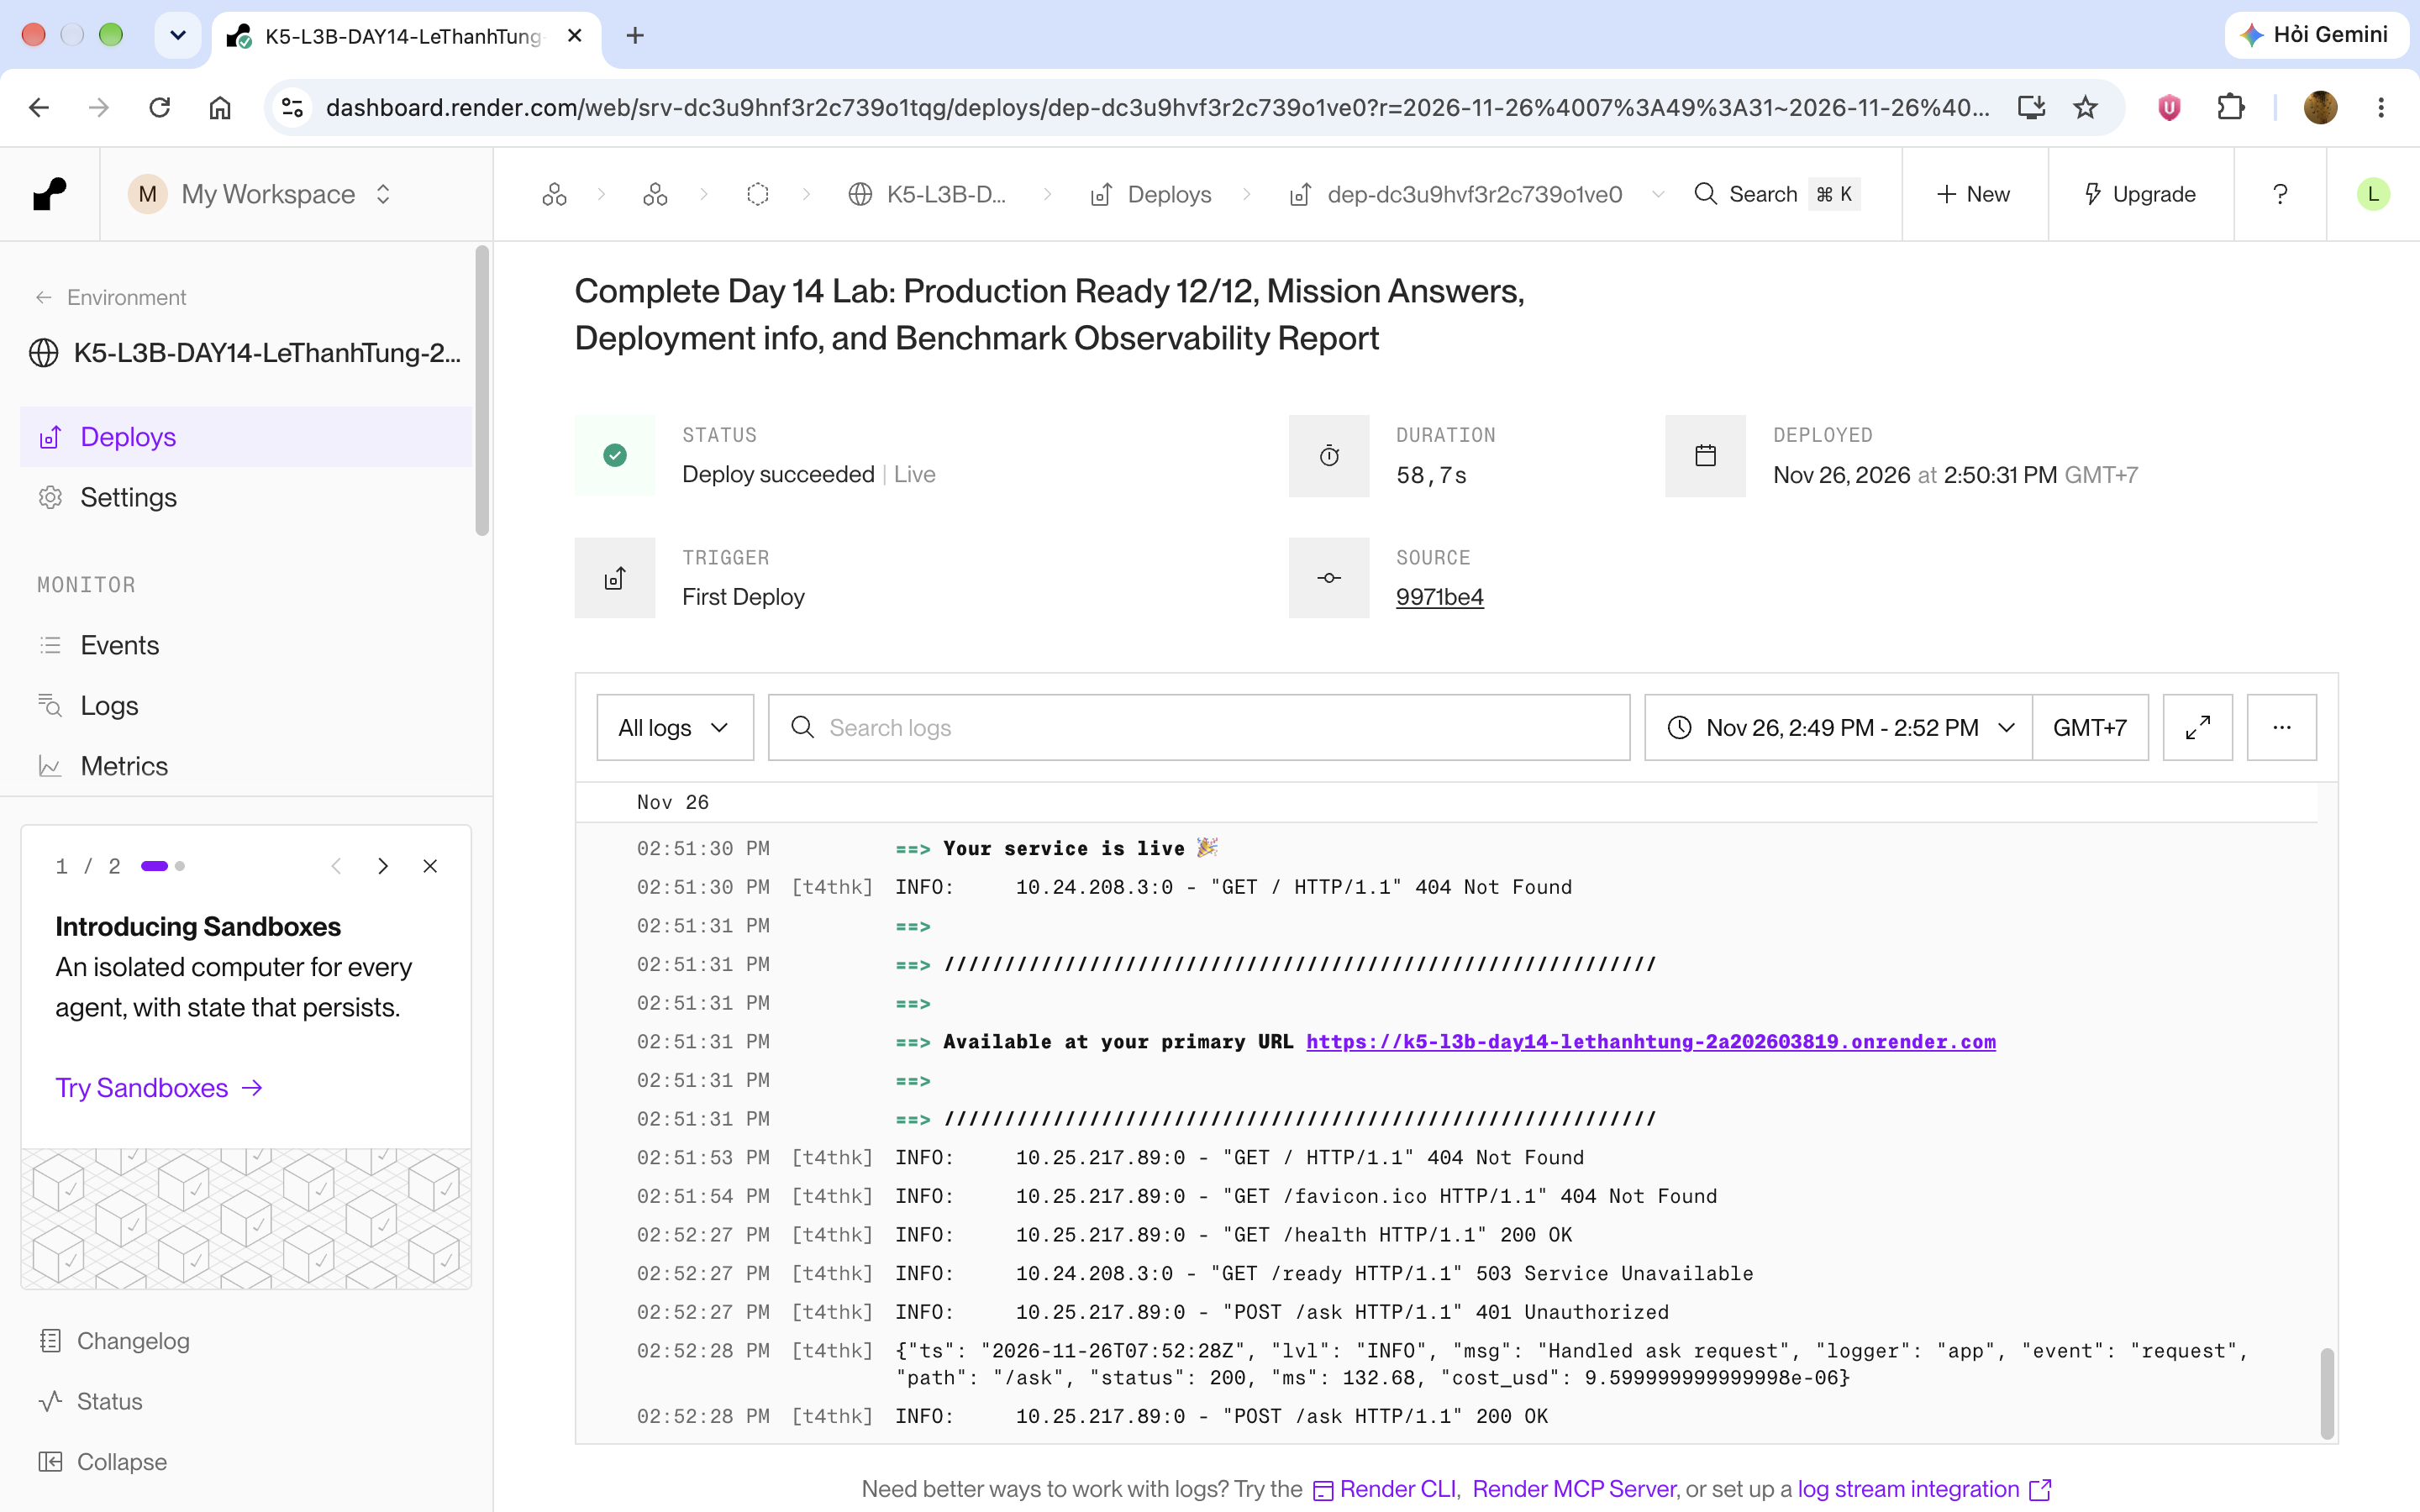 K5-L3B-DAY14-LeThanhTung-
Hỏi Gemini
dashboard.render.com/web/srv-dc3u9hnf3r2c739o1tqg/deploys/dep-dc3u9hvf3r2c739o1ve0?r=2026-11-26%4007%3A49%3A31~2026-11-26%40...
M My Workspace
K5-L3B-D... Deploys dep-dc3u9hvf3r2c739o1ve0 Search ⌘ K + New Upgrade ? L
← Environment
K5-L3B-DAY14-LeThanhTung-2...
Deploys
Settings
MONITOR
Events
Logs
Metrics
1 / 2
Introducing Sandboxes
An isolated computer for every
agent, with state that persists.
Try Sandboxes →
Changelog
Status
Collapse
Complete Day 14 Lab: Production Ready 12/12, Mission Answers,
Deployment info, and Benchmark Observability Report
STATUS
Deploy succeeded | Live
DURATION
58,7s
DEPLOYED
Nov 26, 2026 at 2:50:31 PM GMT+7
TRIGGER
First Deploy
SOURCE
9971be4
All logs Search logs Nov 26, 2:49 PM - 2:52 PM GMT+7 ...
Nov 26
02:51:30 PM ==> Your service is live 🎉
02:51:30 PM [t4thk] INFO: 10.24.208.3:0 - "GET / HTTP/1.1" 404 Not Found
02:51:31 PM ==>
02:51:31 PM ==> ///////////////////////////////////////////////////////////
02:51:31 PM ==>
02:51:31 PM ==> Available at your primary URL https://k5-l3b-day14-lethanhtung-2a202603819.onrender.com
02:51:31 PM ==>
02:51:31 PM ==> ///////////////////////////////////////////////////////////
02:51:53 PM [t4thk] INFO: 10.25.217.89:0 - "GET / HTTP/1.1" 404 Not Found
02:51:54 PM [t4thk] INFO: 10.25.217.89:0 - "GET /favicon.ico HTTP/1.1" 404 Not Found
02:52:27 PM [t4thk] INFO: 10.25.217.89:0 - "GET /health HTTP/1.1" 200 OK
02:52:27 PM [t4thk] INFO: 10.24.208.3:0 - "GET /ready HTTP/1.1" 503 Service Unavailable
02:52:27 PM [t4thk] INFO: 10.25.217.89:0 - "POST /ask HTTP/1.1" 401 Unauthorized
02:52:28 PM [t4thk] {"ts": "2026-11-26T07:52:28Z", "lvl": "INFO", "msg": "Handled ask request", "logger": "app", "event": "request",
"path": "/ask", "status": 200, "ms": 132.68, "cost_usd": 9.599999999999998e-06}
02:52:28 PM [t4thk] INFO: 10.25.217.89:0 - "POST /ask HTTP/1.1" 200 OK
Need better ways to work with logs? Try the Render CLI, Render MCP Server, or set up a log stream integration